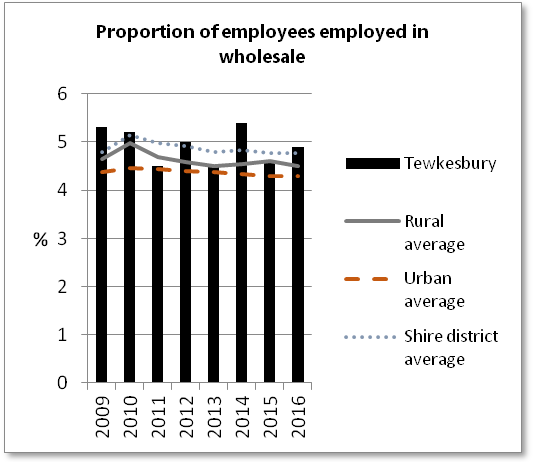 Proportion of employees employed in
wholesale
6
5
4
3
2
1
0
%
2009
2010
2011
2012
2013
2014
2015
2016
Tewkesbury
Rural
average
Urban
average
Shire district
average